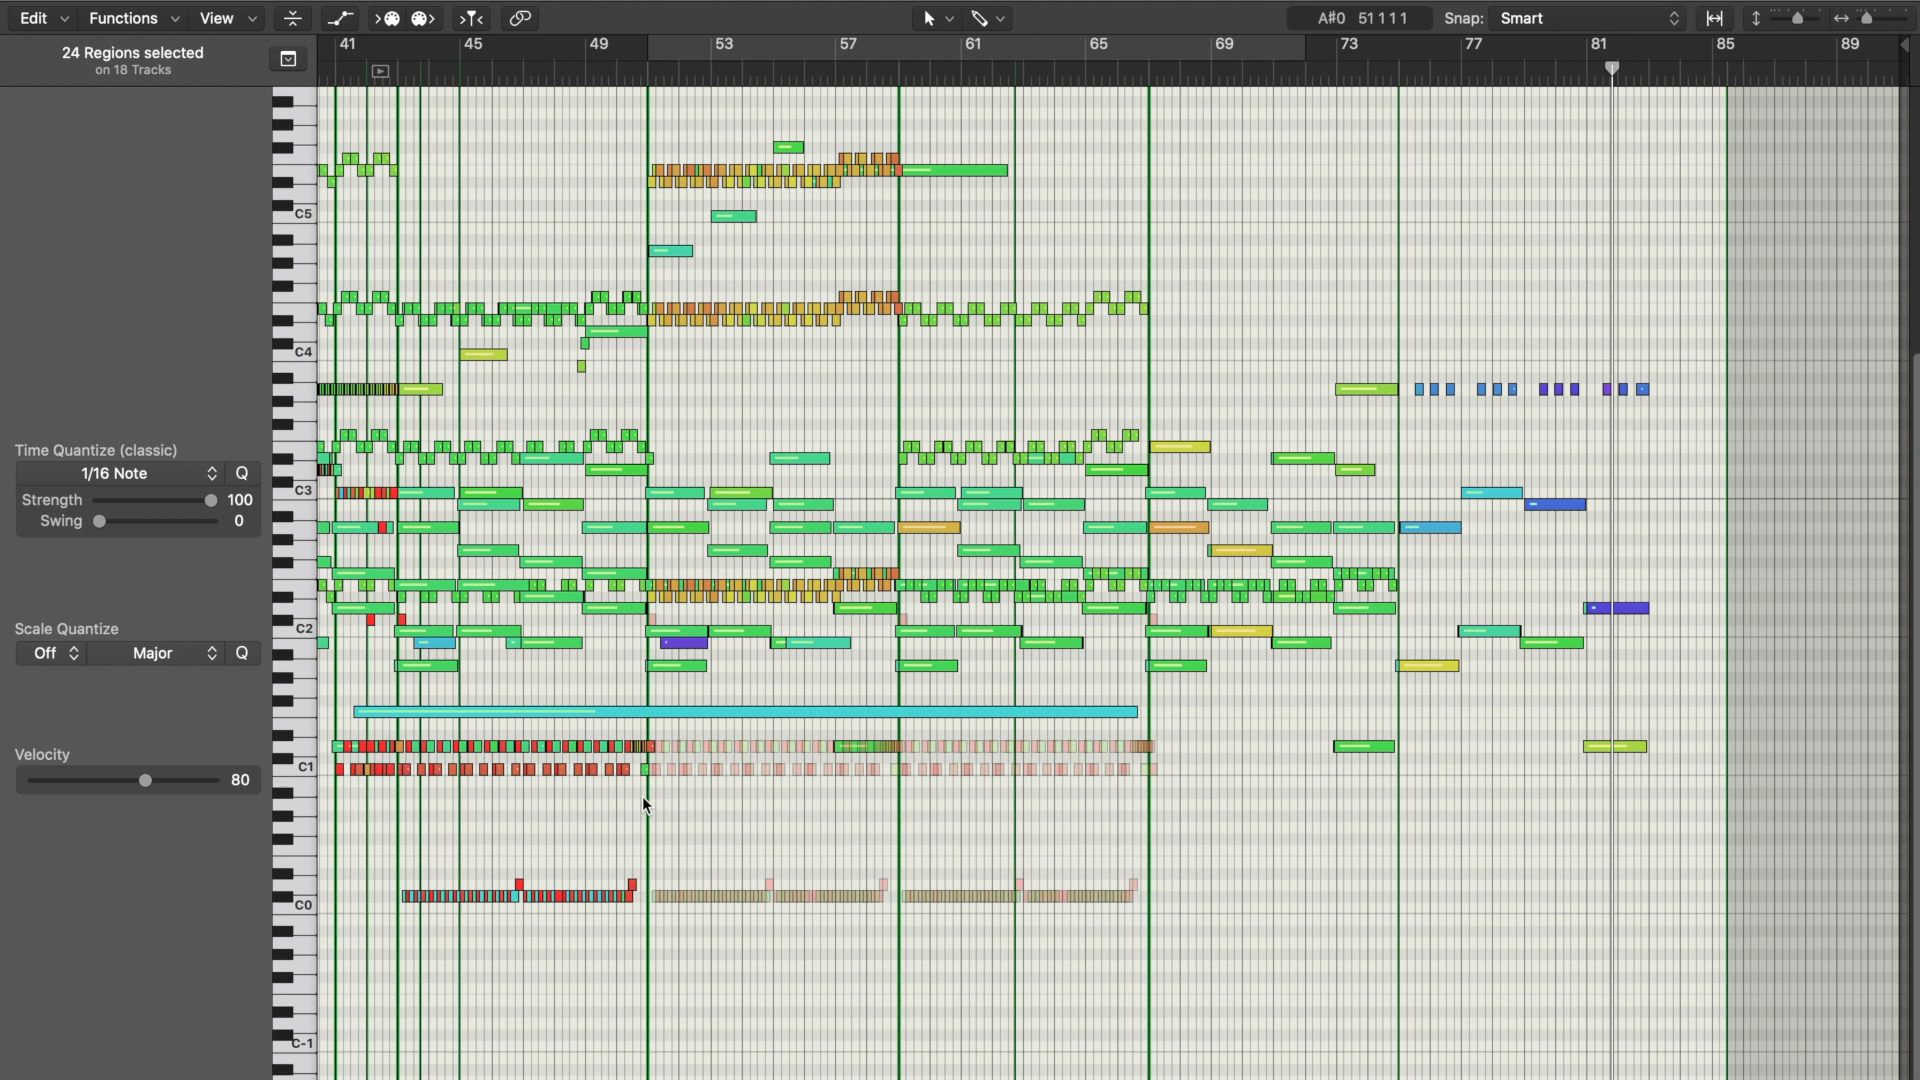 Edit Functions View A#0 51 1 1 1 Snap: Smart
24 Regions selected
on 18 Tracks
41 45 49 53 57 61 65 69 73 77 81 85 89
C5
C4
Time Quantize (classic)
1/16 Note Q
C3
Strength 100
Swing 0
Scale Quantize
C2
Off Major Q
Velocity
C1
80
C0
C-1